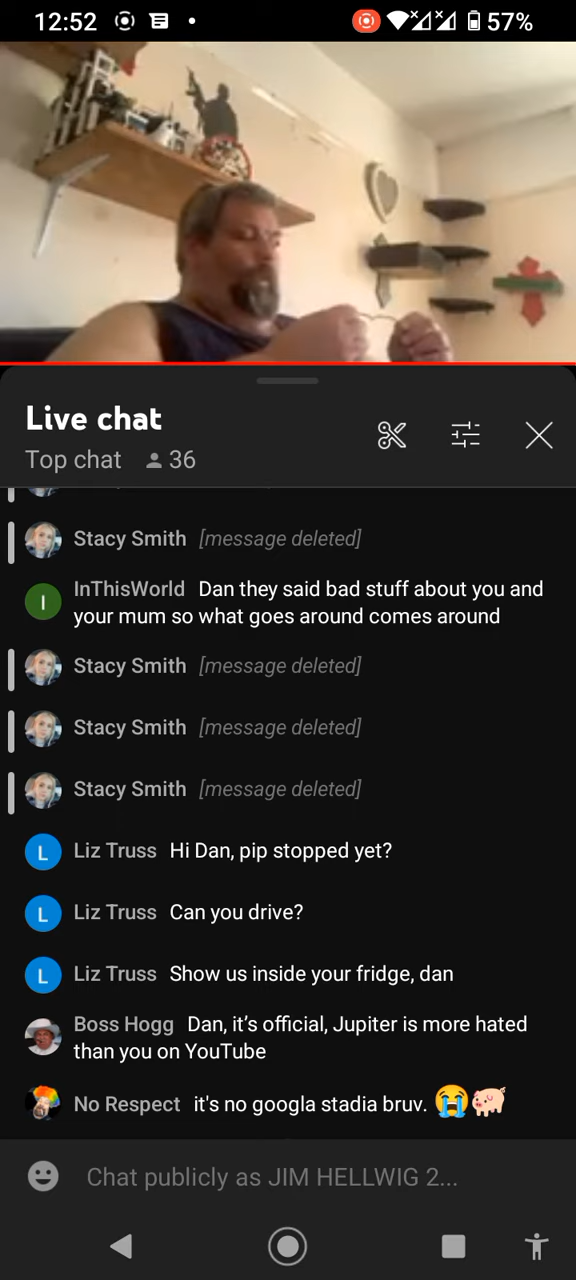 12:52
57%
Live chat
Top chat 36
Stacy Smith [message deleted]
InThisWorld Dan they said bad stuff about you and
your mum so what goes around comes around
Stacy Smith [message deleted]
Stacy Smith [message deleted]
Stacy Smith [message deleted]
L Liz Truss Hi Dan, pip stopped yet?
L Liz Truss Can you drive?
L Liz Truss Show us inside your fridge, dan
Boss Hogg Dan, it’s official, Jupiter is more hated
than you on YouTube
No Respect it's no googla stadia bruv. 😭🐖
Chat publicly as JIM HELLWIG 2...